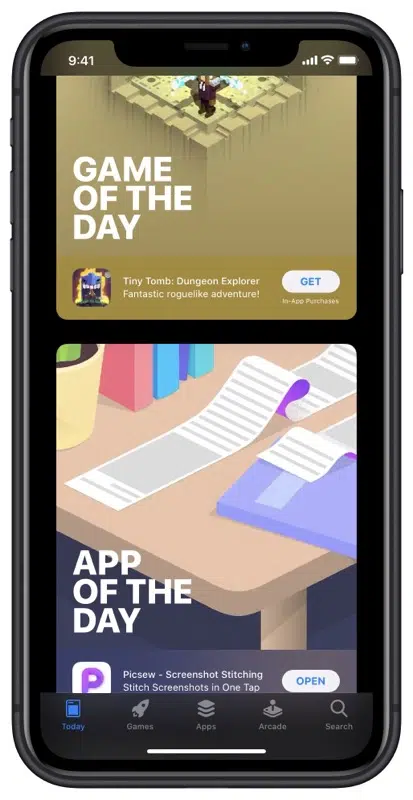 9:41
GAME
OF THE
DAY
Tiny Tomb: Dungeon Explorer
Fantastic roguelike adventure!
GET
In-App Purchases
APP
OF THE
DAY
Picsew - Screenshot Stitching
Stitch Screenshots in One Tap
OPEN
Today
Games
Apps
Arcade
Search